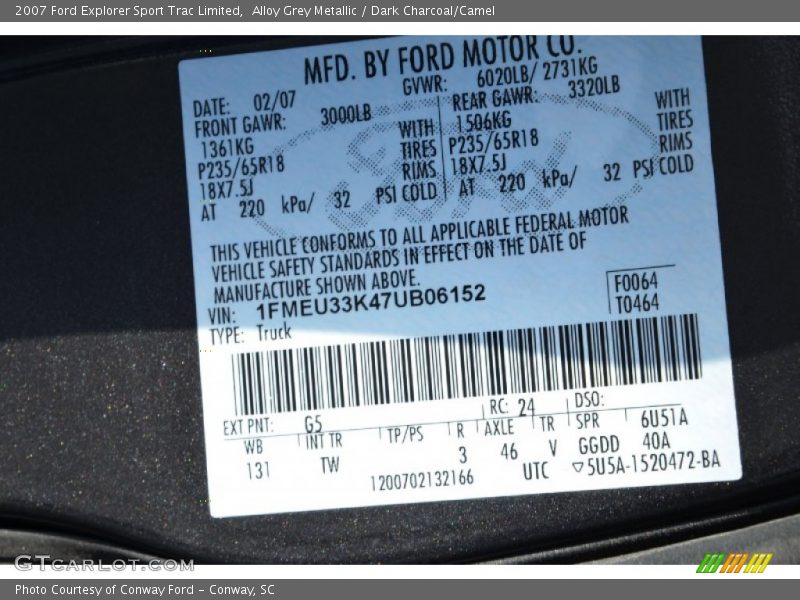 2007 Ford Explorer Sport Trac Limited,  Alloy Grey Metallic / Dark Charcoal/Camel
MFD. BY FORD MOTOR CO.
DATE: 02/07 GVWR: 6020LB/ 2731KG
FRONT GAWR: 3000LB REAR GAWR: 3320LB
1361KG WITH 1506KG WITH
P235/65R18 TIRES P235/65R18 TIRES
18X7.5J RIMS 18X7.5J RIMS
AT 220 kPa/ 32 PSI COLD AT 220 kPa/ 32 PSI COLD
THIS VEHICLE CONFORMS TO ALL APPLICABLE FEDERAL MOTOR
VEHICLE SAFETY STANDARDS IN EFFECT ON THE DATE OF
MANUFACTURE SHOWN ABOVE.
VIN: 1FMEU33K47UB06152 F0064
TYPE: Truck T0464
EXT PNT: G5 RC: 24 DSO:
WB INT TR TP/PS R AXLE TR SPR 6U51A
131 TW 3 46 V GGDD 40A
1200702132166 UTC ▽5U5A-1520472-BA
Ford
GTCARLOT.COM
Photo Courtesy of Conway Ford - Conway, SC